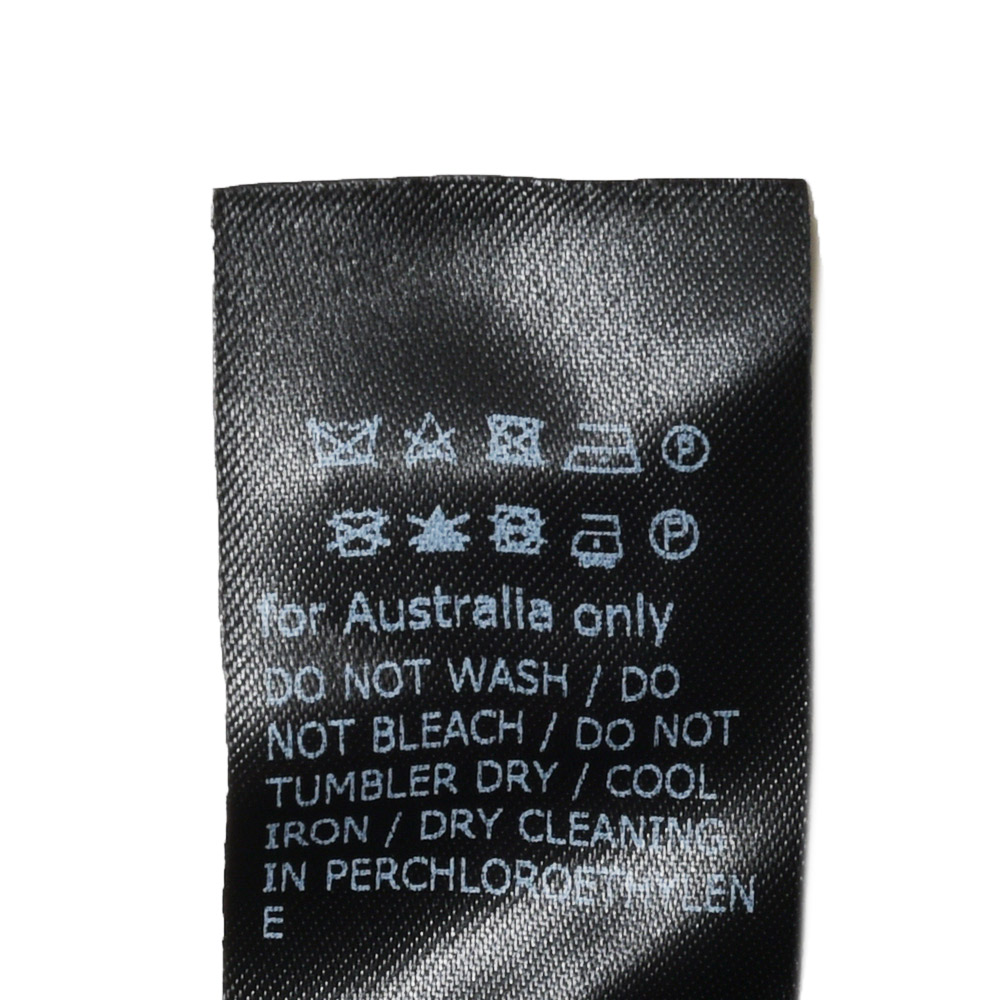 P
P
for Australia only
DO NOT WASH / DO
NOT BLEACH / DO NOT
TUMBLER DRY / COOL
IRON / DRY CLEANING
IN PERCHLOROETHYLEN
E